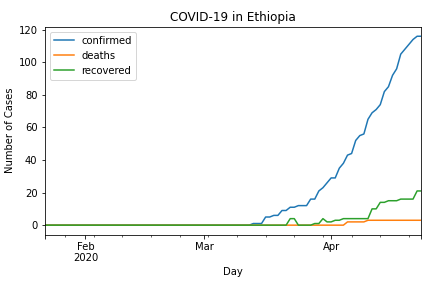 COVID-19 in Ethiopia
confirmed
deaths
recovered
Number of Cases
120
100
80
60
40
20
0
Feb
2020
Mar
Apr
Day